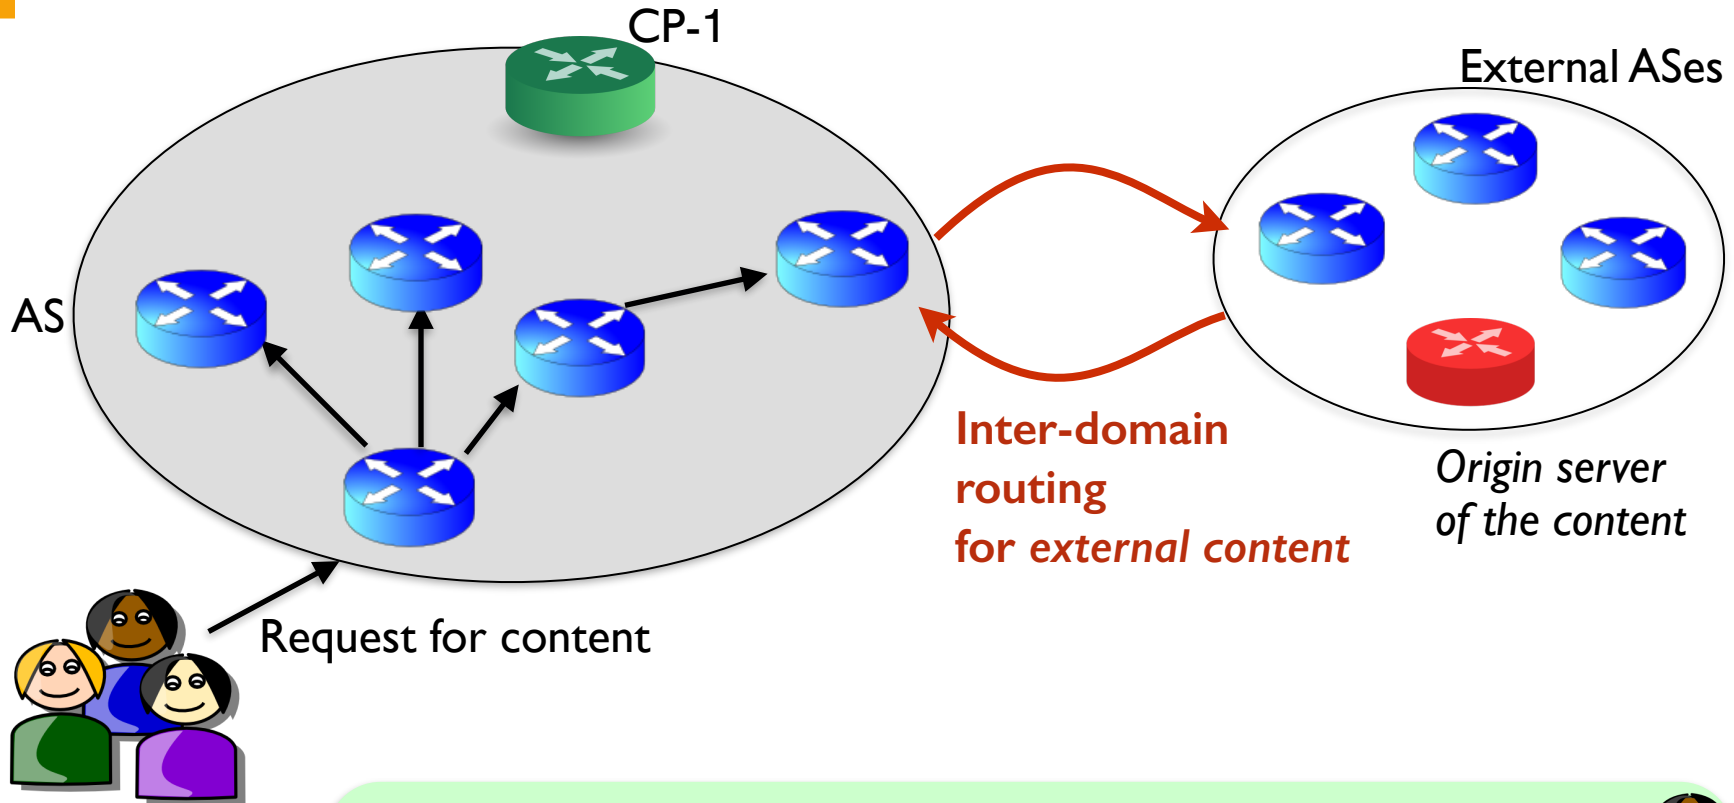 CP-1
External ASes
AS
Inter-domain
routing
for external content
Origin server
of the content
Request for content